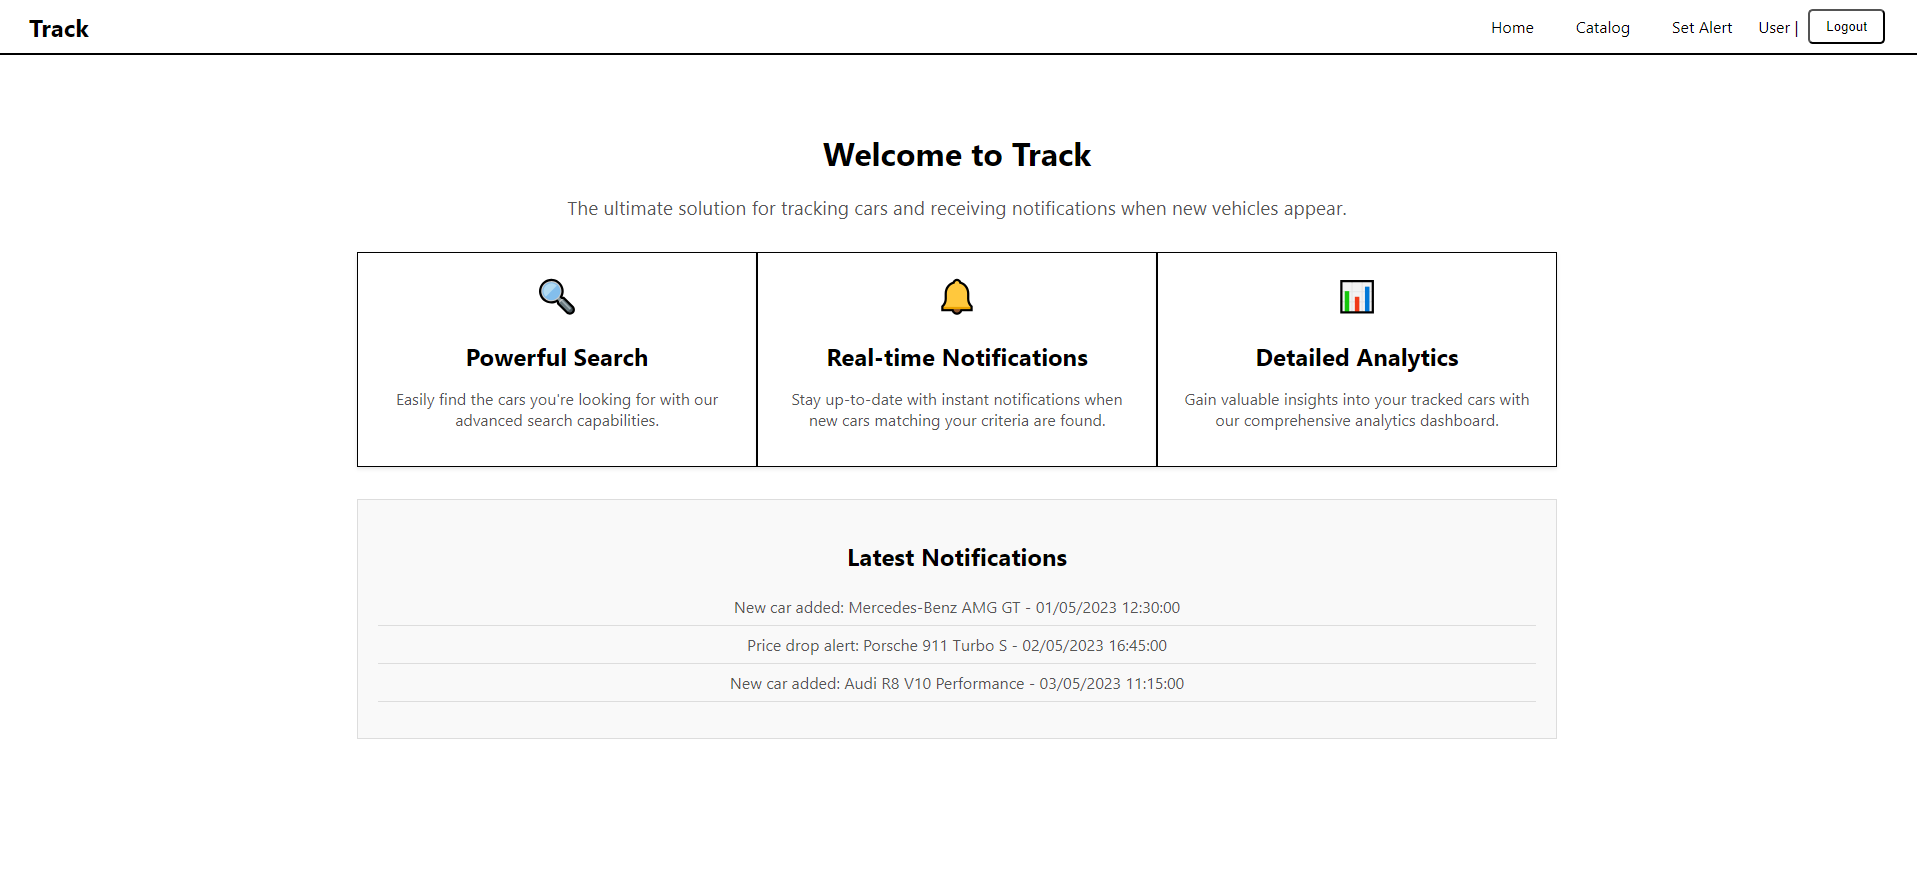 Track
Home Catalog Set Alert User | Logout
Welcome to Track
The ultimate solution for tracking cars and receiving notifications when new vehicles appear.
Powerful Search
Easily find the cars you're looking for with our
advanced search capabilities.
Real-time Notifications
Stay up-to-date with instant notifications when
new cars matching your criteria are found.
Detailed Analytics
Gain valuable insights into your tracked cars with
our comprehensive analytics dashboard.
Latest Notifications
New car added: Mercedes-Benz AMG GT - 01/05/2023 12:30:00
Price drop alert: Porsche 911 Turbo S - 02/05/2023 16:45:00
New car added: Audi R8 V10 Performance - 03/05/2023 11:15:00